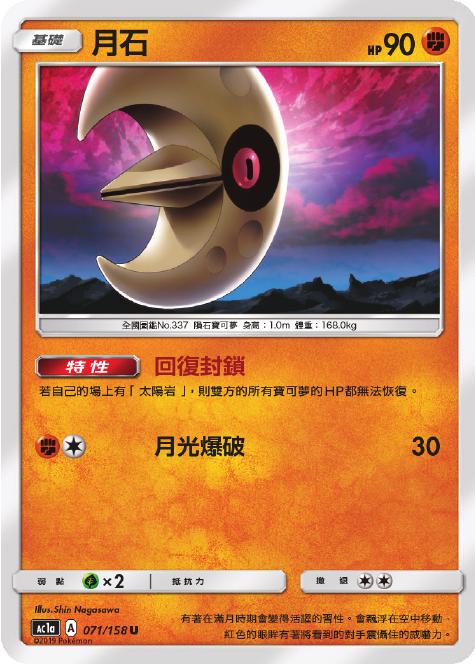 基礎 月石 HP 90
全國圖鑑No.337 隕石寶可夢 身高：1.0m 體重：168.0kg
特性 回復封鎖
若自己的場上有「太陽岩」，則雙方的所有寶可夢的HP都無法恢復。
月光爆破 30
弱點 ×2 抵抗力 撤退
Illus.Shin Nagasawa
AC1a A 071/158 U
©2019 Pokémon
有著在滿月時期會變得活躍的習性。會飄浮在空中移動，
紅色的眼眸有著將看到的對手震懾住的威嚇力。